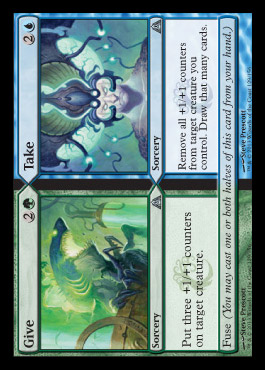 Give 2G
Sorcery
Put three +1/+1 counters
on target creature.
Take 2U
Sorcery
Remove all +1/+1 counters
from target creature you
control. Draw that many cards.
Fuse (You may cast one or both halves of this card from your hand.)
Steve Prescott
Steve Prescott